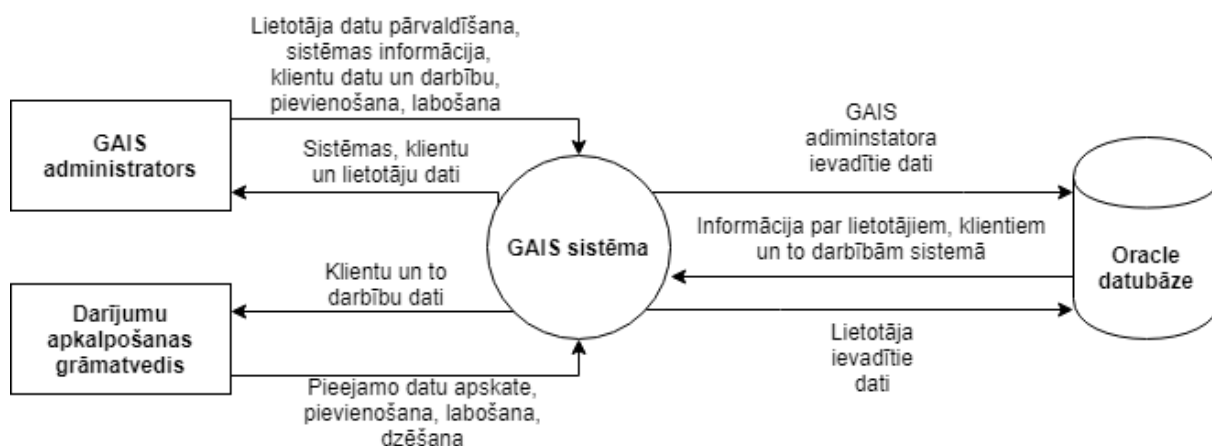 Lietotāja datu pārvaldīšana,
sistēmas informācija,
klientu datu un darbību,
pievienošana, labošana
GAIS
administrators
Sistēmas, klientu
un lietotāju dati
GAIS
adminstatora
ievadītie dati
GAIS sistēma
Informācija par lietotājiem, klientiem
un to darbībām sistemā
Oracle
datubāze
Klientu un to
darbību dati
Darījumu
apkalpošanas
grāmatvedis
Lietotāja
ievadītie
dati
Pieejamo datu apskate,
pievienošana, labošana,
dzēšana